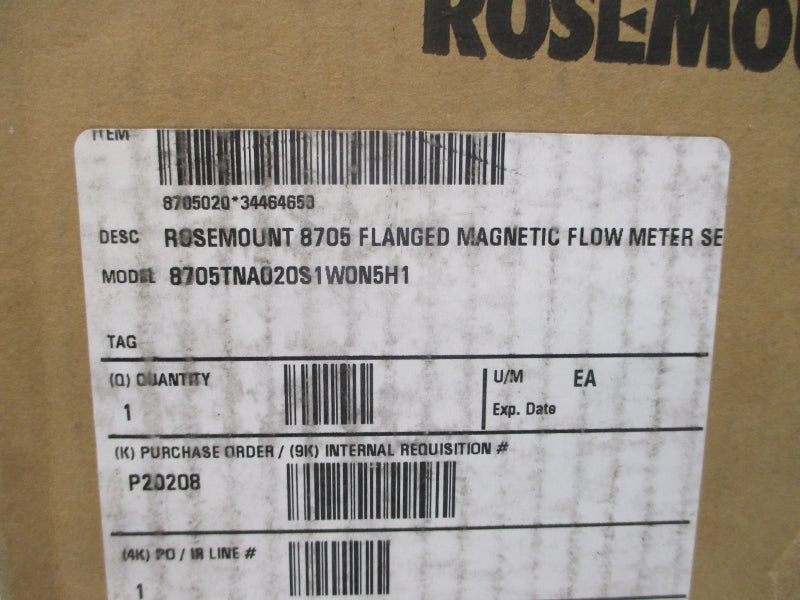 ROSEMOU
ITEM
8705020*34464653
DESC ROSEMOUNT 8705 FLANGED MAGNETIC FLOW METER SE
MODEL 8705TNA020S1W0N5H1
TAG
(Q) QUANTITY U/M EA
1 Exp. Date
(K) PURCHASE ORDER / (9K) INTERNAL REQUISITION #
P20208
(4K) PO / IR LINE #
1